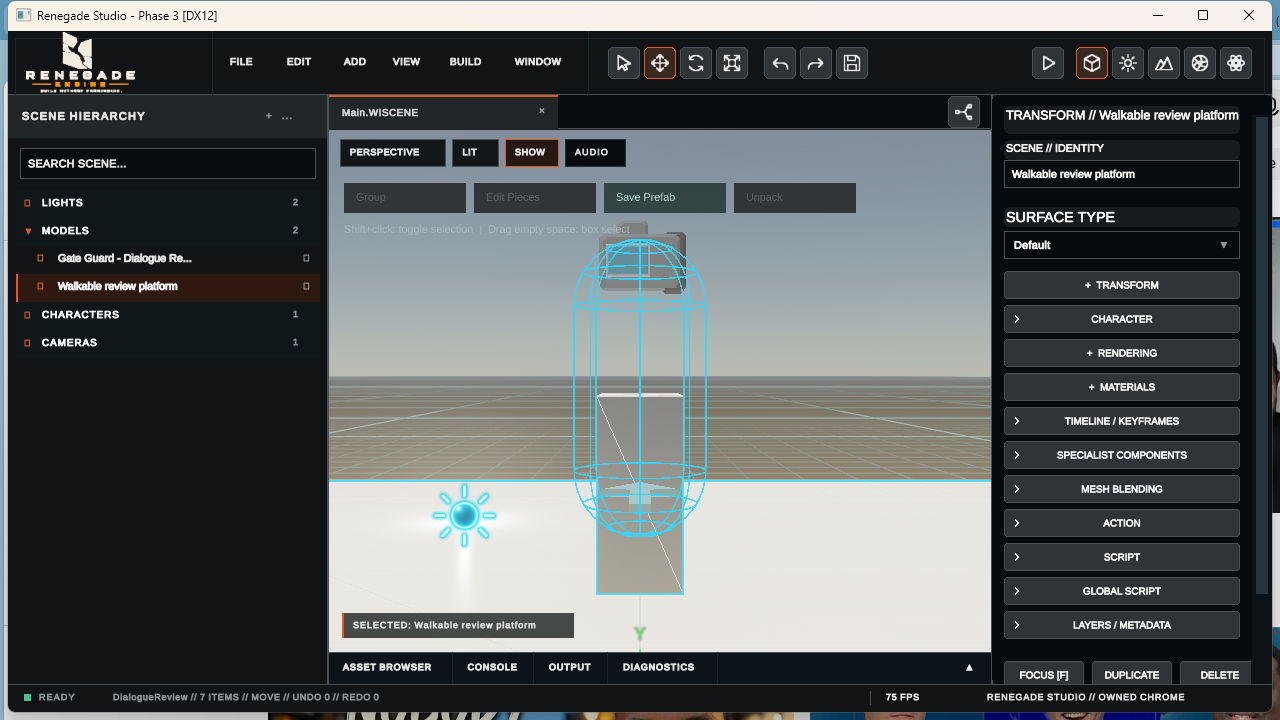 Renegade Studio - Phase 3 [DX12]
RENEGADE
ENGINE
BUILD WITHOUT PERMISSION.
FILE EDIT ADD VIEW BUILD WINDOW
SCENE HIERARCHY + ...
SEARCH SCENE...
LIGHTS 2
MODELS 2
Gate Guard - Dialogue Re...
Walkable review platform
CHARACTERS 1
CAMERAS 1
Main.WISCENE ×
PERSPECTIVE LIT SHOW AUDIO
Group Edit Pieces Save Prefab Unpack
Shift+click: toggle selection | Drag empty space: box select
Y
SELECTED: Walkable review platform
ASSET BROWSER CONSOLE OUTPUT DIAGNOSTICS
TRANSFORM // Walkable review platform
SCENE // IDENTITY
Walkable review platform
SURFACE TYPE
Default
+ TRANSFORM
CHARACTER
+ RENDERING
+ MATERIALS
TIMELINE / KEYFRAMES
SPECIALIST COMPONENTS
MESH BLENDING
ACTION
SCRIPT
GLOBAL SCRIPT
LAYERS / METADATA
FOCUS [F] DUPLICATE DELETE
READY DialogueReview // 7 ITEMS // MOVE // UNDO 0 // REDO 0 75 FPS RENEGADE STUDIO // OWNED CHROME